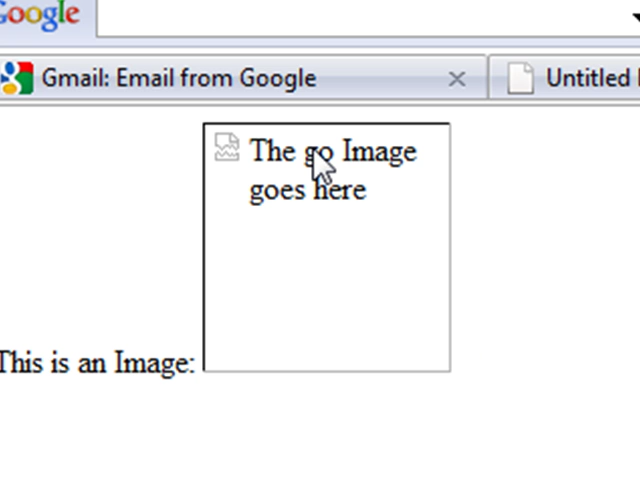 Google
Gmail: Email from Google
Untitled
The go Image
goes here
This is an Image: